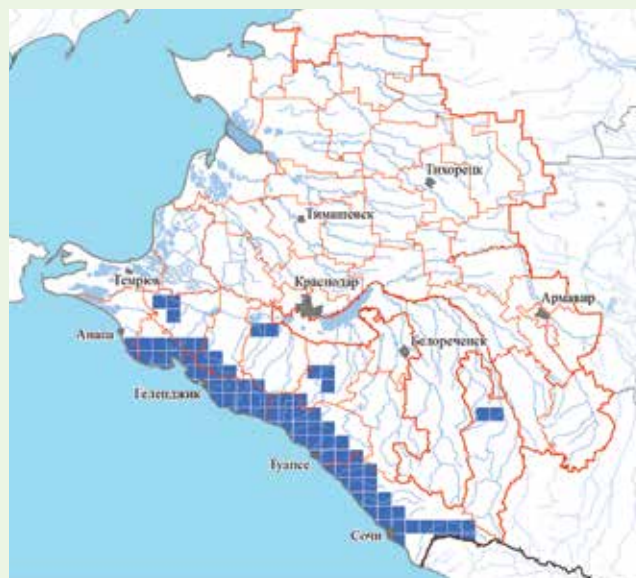 Тихорецк
Тимашевск
Темрюк
Краснодар
Армавир
Анапа
Белореченск
Геленджик
Туапсе
Сочи